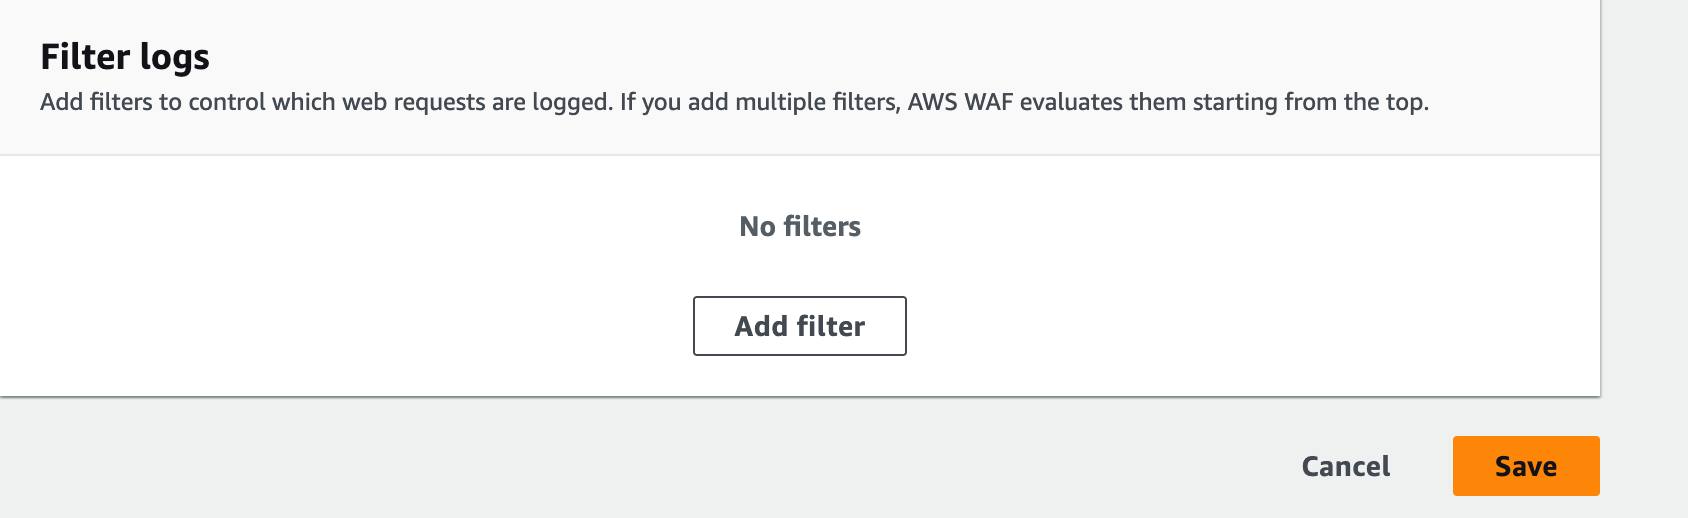 Filter logs
Add filters to control which web requests are logged. If you add multiple filters, AWS WAF evaluates them starting from the top.
No filters
Add filter
Cancel
Save